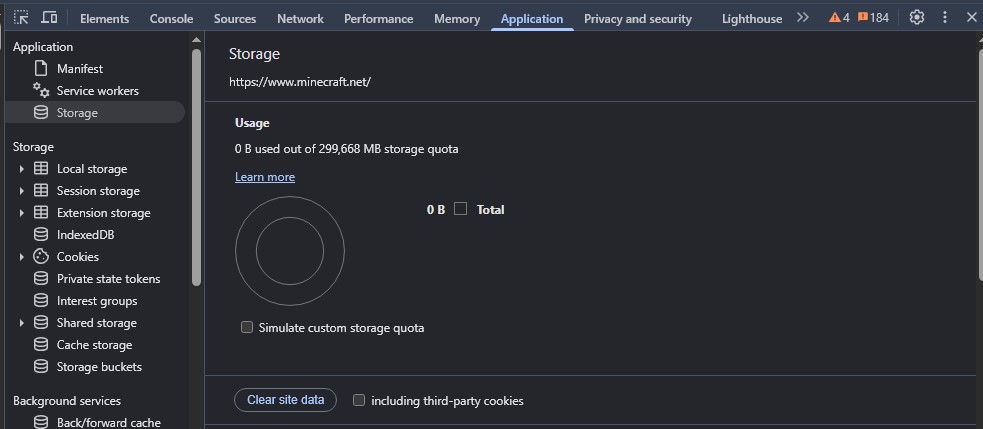 Elements Console Sources Network Performance Memory Application Privacy and security Lighthouse 4 184
Application
Manifest
Service workers
Storage
Storage
Local storage
Session storage
Extension storage
IndexedDB
Cookies
Private state tokens
Interest groups
Shared storage
Cache storage
Storage buckets
Background services
Back/forward cache
Storage
https://www.minecraft.net/
Usage
0 B used out of 299,668 MB storage quota
Learn more
0 B Total
Simulate custom storage quota
Clear site data including third-party cookies